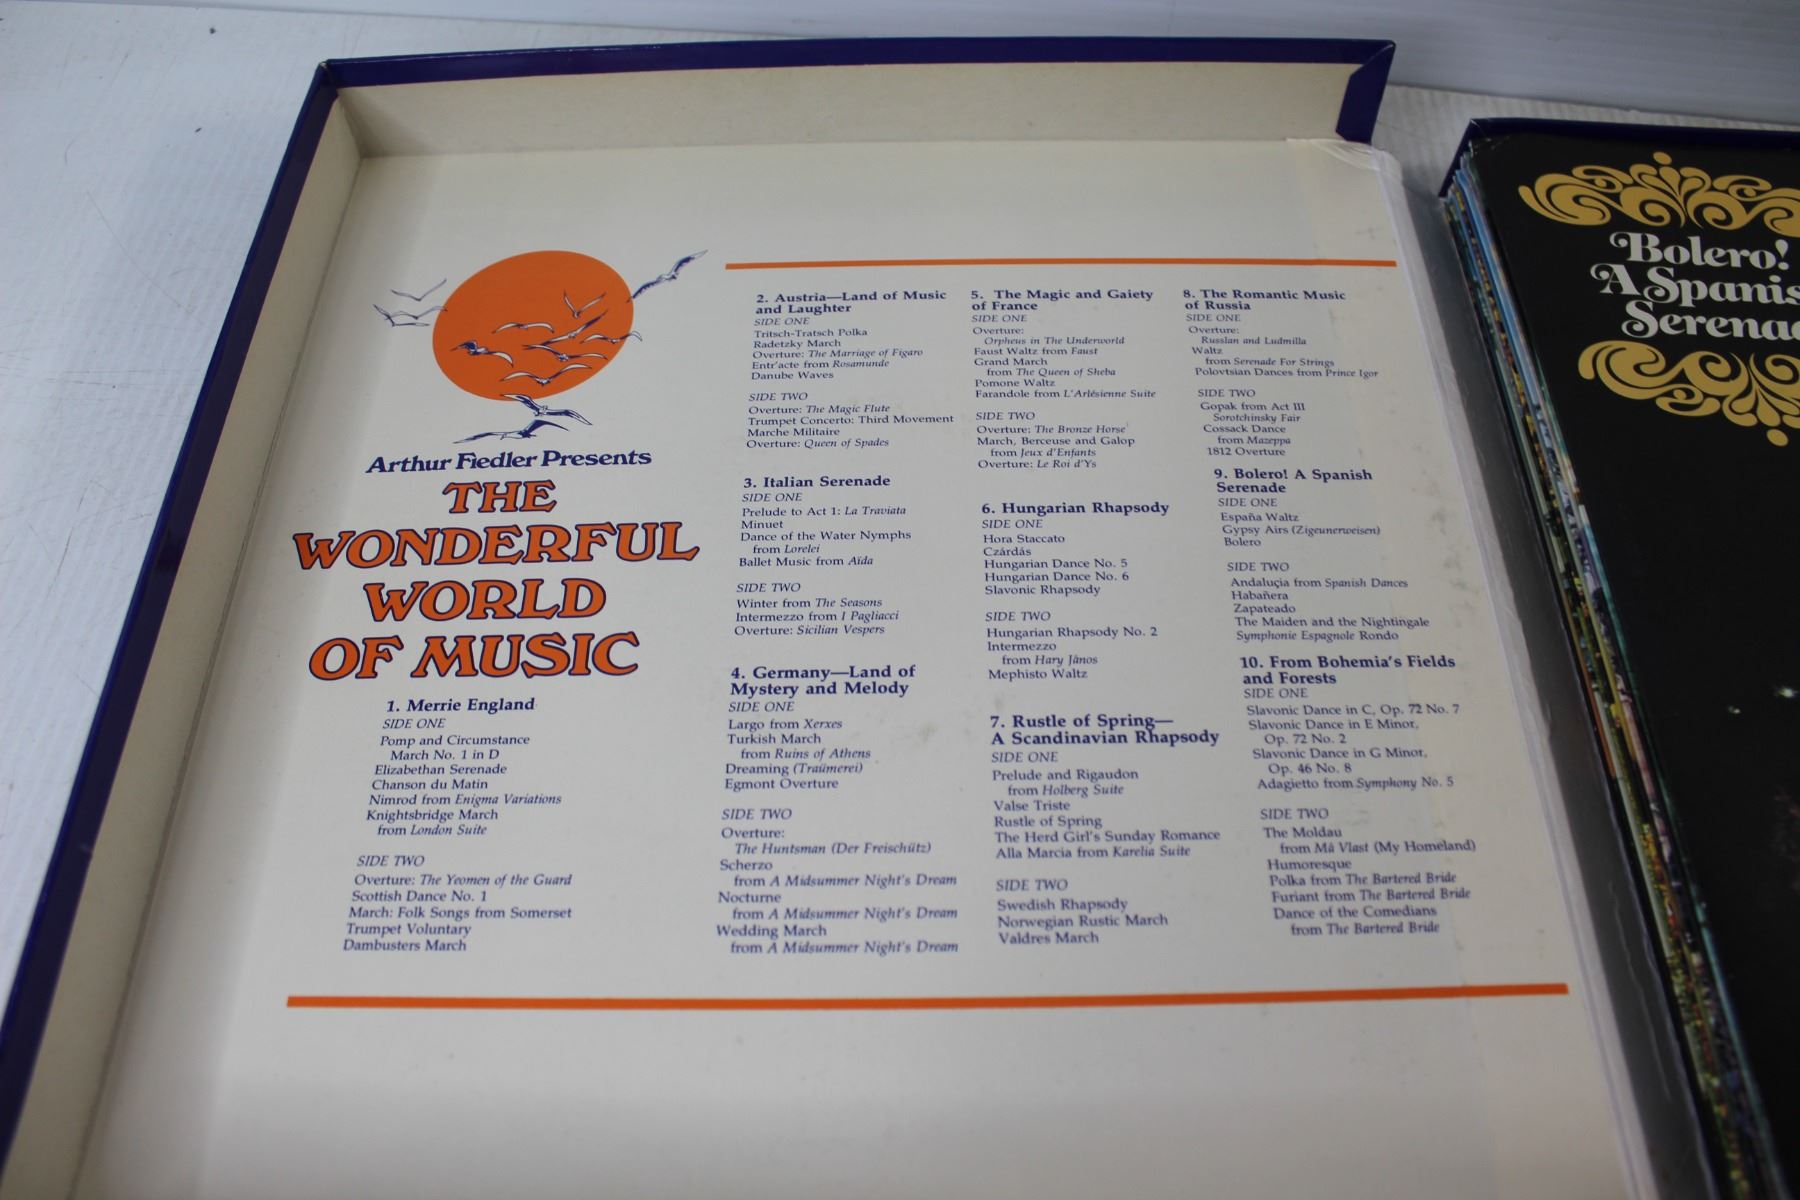 Arthur Fiedler Presents
THE
WONDERFUL
WORLD
OF MUSIC
1. Merrie England
SIDE ONE
Pomp and Circumstance
March No. 1 in D
Elizabethan Serenade
Chanson du Matin
Nimrod from Enigma Variations
Knightsbridge March
from London Suite
SIDE TWO
Overture: The Yeomen of the Guard
Scottish Dance No. 1
March: Folk Songs from Somerset
Trumpet Voluntary
Dambusters March
2. Austria—Land of Music
and Laughter
SIDE ONE
Tritsch-Tratsch Polka
Radetzky March
Overture: The Marriage of Figaro
Entr'acte from Rosamunde
Danube Waves
SIDE TWO
Overture: The Magic Flute
Trumpet Concerto: Third Movement
Marche Militaire
Overture: Queen of Spades
3. Italian Serenade
SIDE ONE
Prelude to Act 1: La Traviata
Minuet
Dance of the Water Nymphs
from Lorelei
Ballet Music from Aïda
SIDE TWO
Winter from The Seasons
Intermezzo from I Pagliacci
Overture: Sicilian Vespers
4. Germany—Land of
Mystery and Melody
SIDE ONE
Largo from Xerxes
Turkish March
from Ruins of Athens
Dreaming (Traümerei)
Egmont Overture
SIDE TWO
Overture:
The Huntsman (Der Freischütz)
Scherzo
from A Midsummer Night's Dream
Nocturne
from A Midsummer Night's Dream
Wedding March
from A Midsummer Night's Dream
5. The Magic and Gaiety
of France
SIDE ONE
Overture:
Orpheus in The Underworld
Faust Waltz from Faust
Grand March
from The Queen of Sheba
Pomone Waltz
Farandole from L'Arlésienne Suite
SIDE TWO
Overture: The Bronze Horse
March, Berceuse and Galop
from Jeux d'Enfants
Overture: Le Roi d'Ys
6. Hungarian Rhapsody
SIDE ONE
Hora Staccato
Czárdás
Hungarian Dance No. 5
Hungarian Dance No. 6
Slavonic Rhapsody
SIDE TWO
Hungarian Rhapsody No. 2
Intermezzo
from Hary János
Mephisto Waltz
7. Rustle of Spring—
A Scandinavian Rhapsody
SIDE ONE
Prelude and Rigaudon
from Holberg Suite
Valse Triste
Rustle of Spring
The Herd Girl's Sunday Romance
Alla Marcia from Karelia Suite
SIDE TWO
Swedish Rhapsody
Norwegian Rustic March
Valdres March
8. The Romantic Music
of Russia
SIDE ONE
Overture:
Russlan and Ludmilla
Waltz
from Serenade For Strings
Polovtsian Dances from Prince Igor
SIDE TWO
Gopak from Act III
Sorotchinsky Fair
Cossack Dance
from Mazeppa
1812 Overture
9. Bolero! A Spanish
Serenade
SIDE ONE
España Waltz
Gypsy Airs (Zigeunerweisen)
Bolero
SIDE TWO
Andaluçia from Spanish Dances
Habañera
Zapateado
The Maiden and the Nightingale
Symphonie Espagnole Rondo
10. From Bohemia's Fields
and Forests
SIDE ONE
Slavonic Dance in C, Op. 72 No. 7
Slavonic Dance in E Minor,
Op. 72 No. 2
Slavonic Dance in G Minor,
Op. 46 No. 8
Adagietto from Symphony No. 5
SIDE TWO
The Moldau
from Má Vlast (My Homeland)
Humoresque
Polka from The Bartered Bride
Furiant from The Bartered Bride
Dance of the Comedians
from The Bartered Bride
Bolero!
A Spanis
Serenad